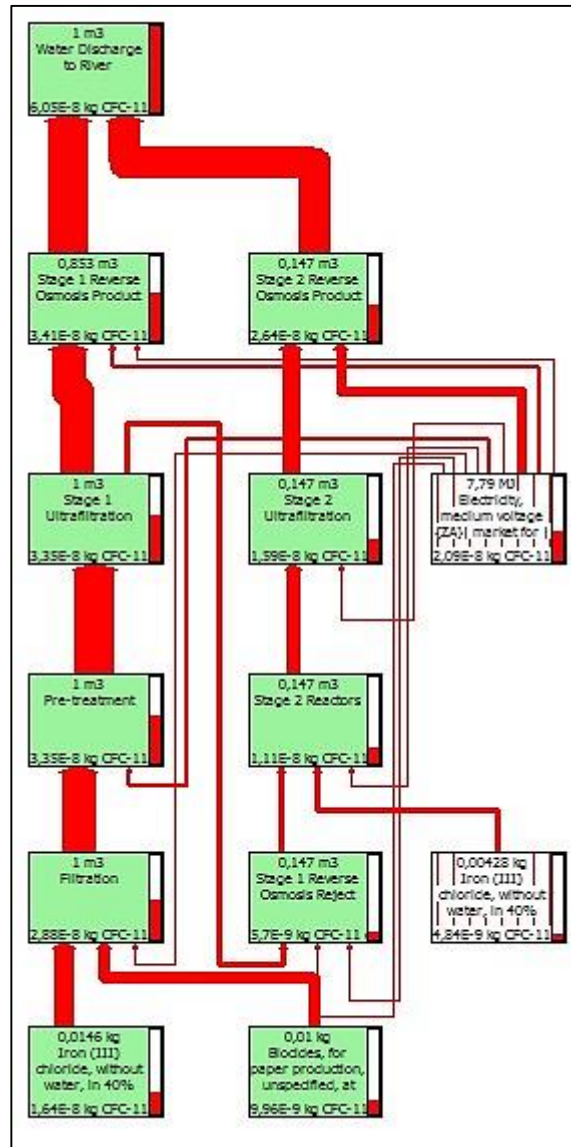 1 m3
Water Discharge
to River
6,05E-8 kg CFC-11
0,853 m3
Stage 1 Reverse
Osmosis Product
3,41E-8 kg CFC-11
0,147 m3
Stage 2 Reverse
Osmosis Product
2,64E-8 kg CFC-11
1 m3
Stage 1
Ultrafiltration
3,35E-8 kg CFC-11
0,147 m3
Stage 2
Ultrafiltration
1,59E-8 kg CFC-11
7,79 MJ
Electricity,
medium voltage
{ZA}| market for |
2,09E-8 kg CFC-11
1 m3
Pre-treatment
3,35E-8 kg CFC-11
0,147 m3
Stage 2 Reactors
1,11E-8 kg CFC-11
1 m3
Filtration
2,88E-8 kg CFC-11
0,147 m3
Stage 1 Reverse
Osmosis Reject
5,7E-9 kg CFC-11
0,00428 kg
Iron (III)
chloride, without
water, in 40%
4,84E-9 kg CFC-11
0,0146 kg
Iron (III)
chloride, without
water, in 40%
1,64E-8 kg CFC-11
0,01 kg
Biocides, for
paper production,
unspecified, at
9,96E-9 kg CFC-11